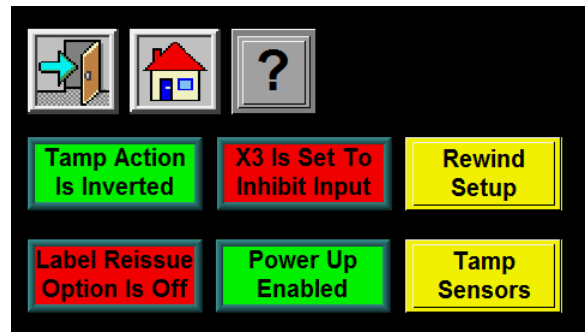 ?
Tamp Action
Is Inverted
X3 Is Set To
Inhibit Input
Rewind
Setup
Label Reissue
Option Is Off
Power Up
Enabled
Tamp
Sensors